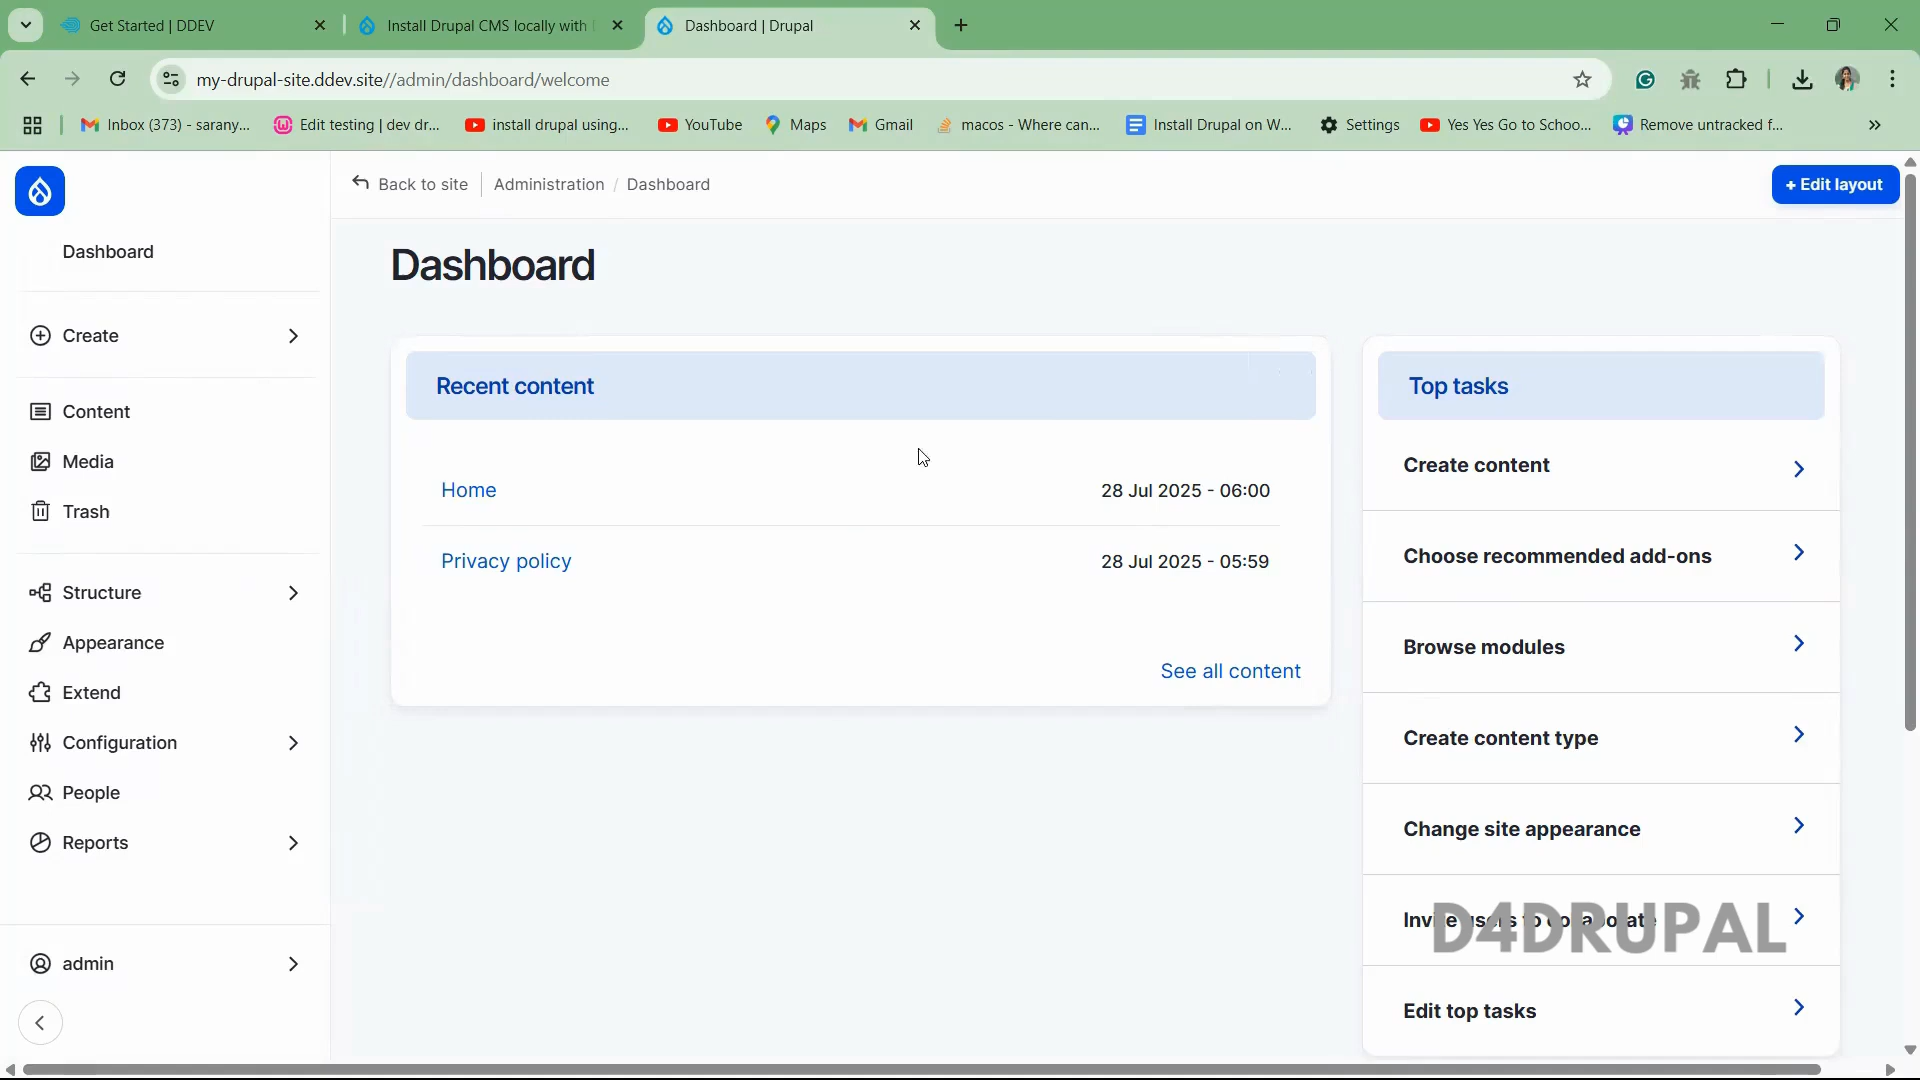 Get Started | DDEV
Install Drupal CMS locally with
Dashboard | Drupal
my-drupal-site.ddev.site//admin/dashboard/welcome
Inbox (373) - sarany...
Edit testing | dev dr...
install drupal using...
YouTube
Maps
Gmail
macos - Where can...
Install Drupal on W...
Settings
Yes Yes Go to Schoo...
Remove untracked f...
Back to site
Administration / Dashboard
+ Edit layout
Dashboard
Create
Content
Media
Trash
Structure
Appearance
Extend
Configuration
People
Reports
admin
Dashboard
Recent content
Home 28 Jul 2025 - 06:00
Privacy policy 28 Jul 2025 - 05:59
See all content
Top tasks
Create content
Choose recommended add-ons
Browse modules
Create content type
Change site appearance
Invite users to collaborate
D4DRUPAL
Edit top tasks